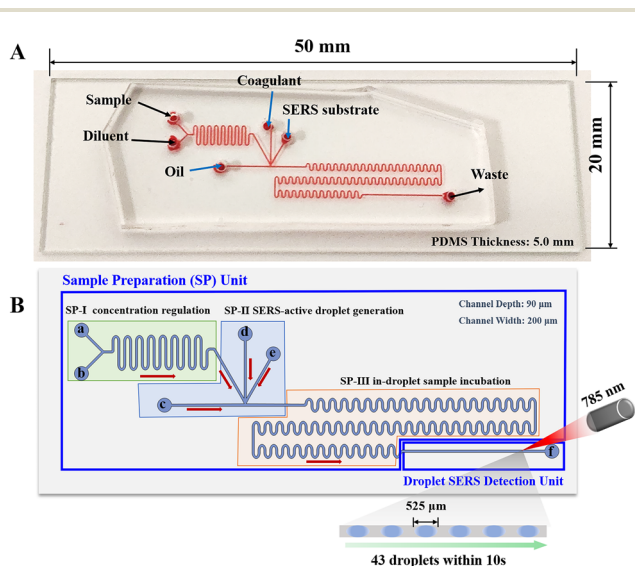 A
50 mm
Coagulant
Sample
SERS substrate
Diluent
Oil
Waste
20 mm
PDMS Thickness: 5.0 mm
B
Sample Preparation (SP) Unit
SP-I concentration regulation
SP-II SERS-active droplet generation
Channel Depth: 90 μm
Channel Width: 200 μm
a
b
c
d
e
SP-III in-droplet sample incubation
785 nm
f
Droplet SERS Detection Unit
525 μm
43 droplets within 10s